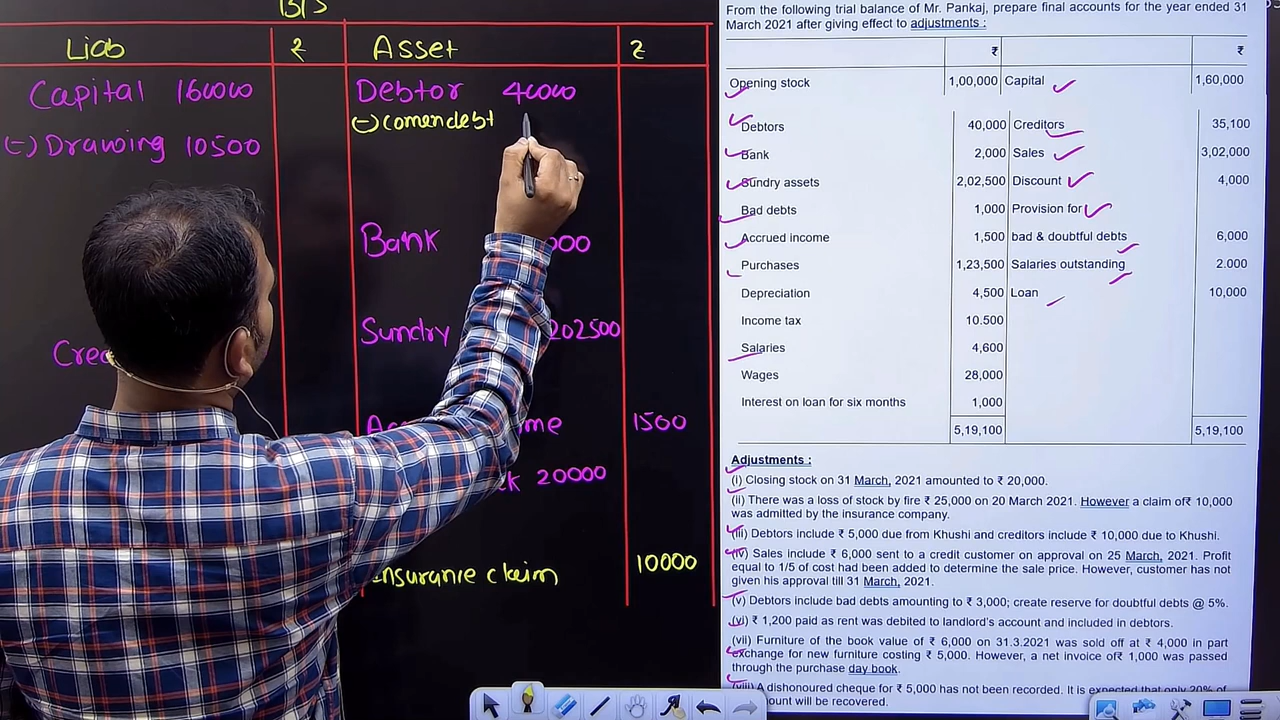 B/S
Liab ₹ Asset ₹
Capital 160000 Debtor 40000
(-) Comen debt
(-) Drawing 10500
Bank
Sundry 202500
1500
20000
Insurance claim 10000
From the following trial balance of Mr. Pankaj, prepare final accounts for the year ended 31
March 2021 after giving effect to adjustments :
₹ ₹
Opening stock 1,00,000 Capital 1,60,000
Debtors 40,000 Creditors 35,100
Bank 2,000 Sales 3,02,000
Sundry assets 2,02,500 Discount 4,000
Bad debts 1,000 Provision for
Accrued income 1,500 bad & doubtful debts 6,000
Purchases 1,23,500 Salaries outstanding 2.000
Depreciation 4,500 Loan 10,000
Income tax 10.500
Salaries 4,600
Wages 28,000
Interest on loan for six months 1,000
5,19,100 5,19,100
Adjustments :
(i) Closing stock on 31 March, 2021 amounted to ₹ 20,000.
(ii) There was a loss of stock by fire ₹ 25,000 on 20 March 2021. However a claim of₹ 10,000
was admitted by the insurance company.
(iii) Debtors include ₹ 5,000 due from Khushi and creditors include ₹ 10,000 due to Khushi.
(iv) Sales include ₹ 6,000 sent to a credit customer on approval on 25 March, 2021. Profit
equal to 1/5 of cost had been added to determine the sale price. However, customer has not
given his approval till 31 March, 2021.
(v) Debtors include bad debts amounting to ₹ 3,000; create reserve for doubtful debts @ 5%.
(vi) ₹ 1,200 paid as rent was debited to landlord's account and included in debtors.
(vii) Furniture of the book value of ₹ 6,000 on 31.3.2021 was sold off at ₹ 4,000 in part
exchange for new furniture costing ₹ 5,000. However, a net invoice of₹ 1,000 was passed
through the purchase day book.
(viii) A dishonoured cheque for ₹ 5,000 has not been recorded. It is expected that only 20% of
amount will be recovered.